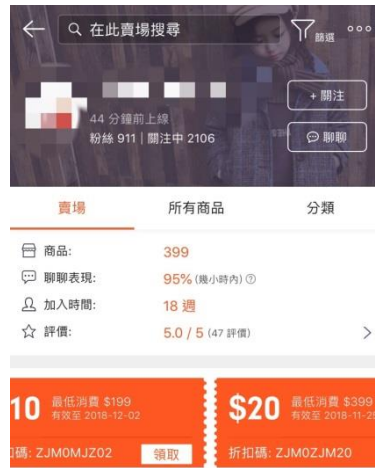 在此賣場搜尋
篩選
+ 關注
44 分鐘前上線
粉絲 911 | 關注中 2106
聊聊
賣場 所有商品 分類
商品: 399
聊聊表現: 95% (幾小時內)
加入時間: 18 週
評價: 5.0 / 5 (47 評價)
10 最低消費 $199
有效至 2018-12-02
碼: ZJM0MJZ02 領取
$20 最低消費 $399
有效至 2018-11-25
折扣碼: ZJM0ZJM20